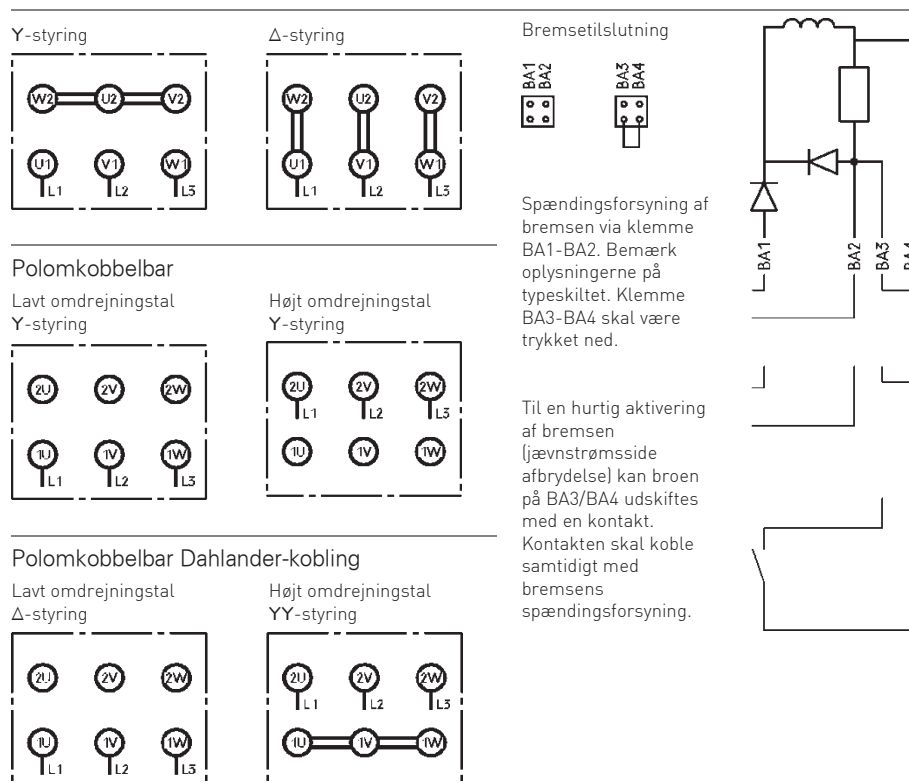 Y-styring
W2 U2 V2
U1 V1 W1
L1 L2 L3
Δ-styring
W2 U2 V2
U1 V1 W1
L1 L2 L3
Polomkobbelbar
Lavt omdrejningstal
Y-styring
2U 2V 2W
1U 1V 1W
L1 L2 L3
Højt omdrejningstal
Y-styring
2U 2V 2W
L1 L2 L3
1U 1V 1W
Polomkobbelbar Dahlander-kobling
Lavt omdrejningstal
Δ-styring
2U 2V 2W
1U 1V 1W
L1 L2 L3
Højt omdrejningstal
YY-styring
2U 2V 2W
L1 L2 L3
1U 1V 1W
Bremsetilslutning
BA1
BA2
BA3
BA4
Spændingsforsyning af
bremsen via klemme
BA1-BA2. Bemærk
oplysningerne på
typeskiltet. Klemme
BA3-BA4 skal være
trykket ned.
Til en hurtig aktivering
af bremsen
(jævnstrømsside
afbrydelse) kan broen
på BA3/BA4 udskiftes
med en kontakt.
Kontakten skal koble
samtidigt med
bremsens
spændingsforsyning.
BA1
BA2
BA3